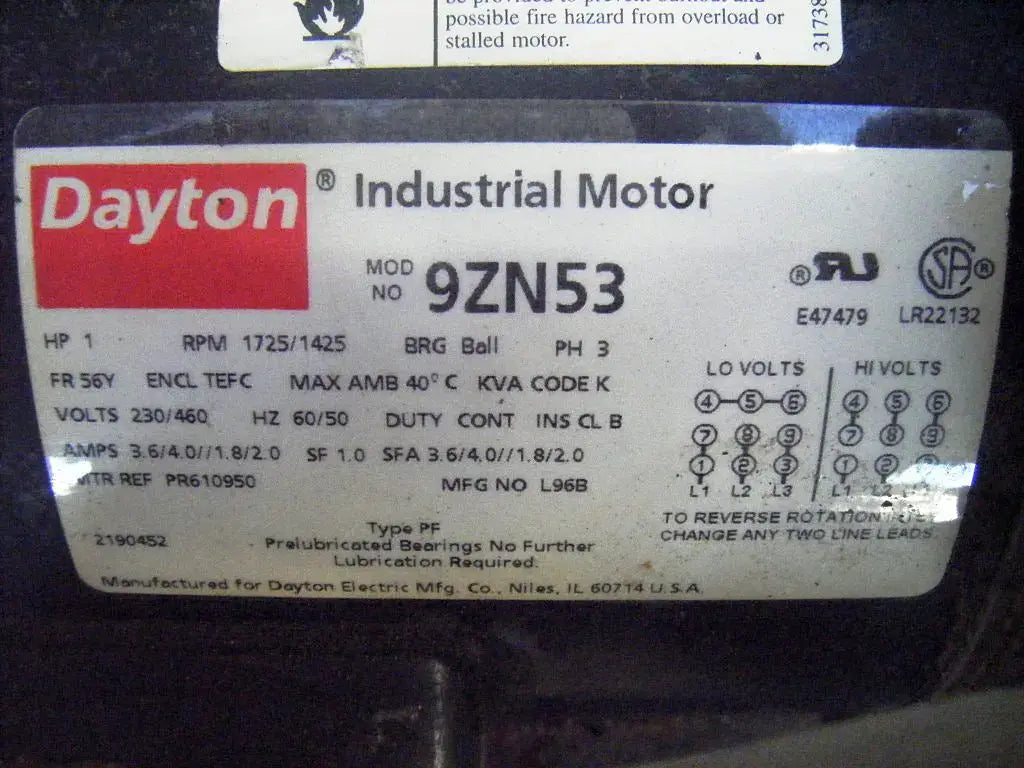 possible fire hazard from overload or
stalled motor.
31738
Dayton® Industrial Motor
MOD NO 9ZN53
E47479 LR22132
HP 1 RPM 1725/1425 BRG Ball PH 3
FR 56Y ENCL TEFC MAX AMB 40°C KVA CODE K
VOLTS 230/460 HZ 60/50 DUTY CONT INS CL B
AMPS 3.6/4.0//1.8/2.0 SF 1.0 SFA 3.6/4.0//1.8/2.0
MTR REF PR610950 MFG NO L96B
2190452
Type PF
Prelubricated Bearings No Further
Lubrication Required.
Manufactured for Dayton Electric Mfg. Co., Niles, IL 60714 U.S.A.
LO VOLTS HI VOLTS
4 5 6 4 5 6
7 8 9 7 8 9
1 2 3 1 2
L1 L2 L3 L1
TO REVERSE ROTATION
CHANGE ANY TWO LINE LEADS.